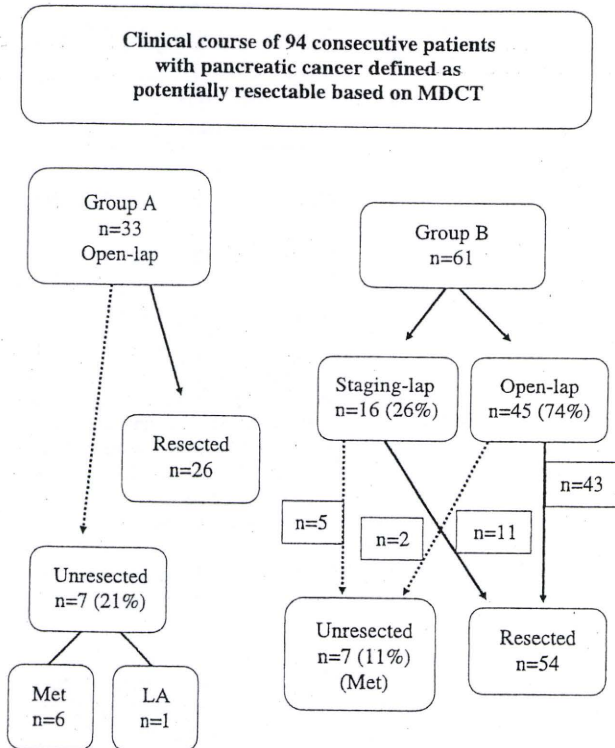 Clinical course of 94 consecutive patients
with pancreatic cancer defined as
potentially resectable based on MDCT
Group A
n=33
Open-lap
Group B
n=61
Staging-lap
n=16 (26%)
Open-lap
n=45 (74%)
Resected
n=26
n=5
n=2
n=11
n=43
Unresected
n=7 (21%)
Unresected
n=7 (11%)
(Met)
Resected
n=54
Met
n=6
LA
n=1